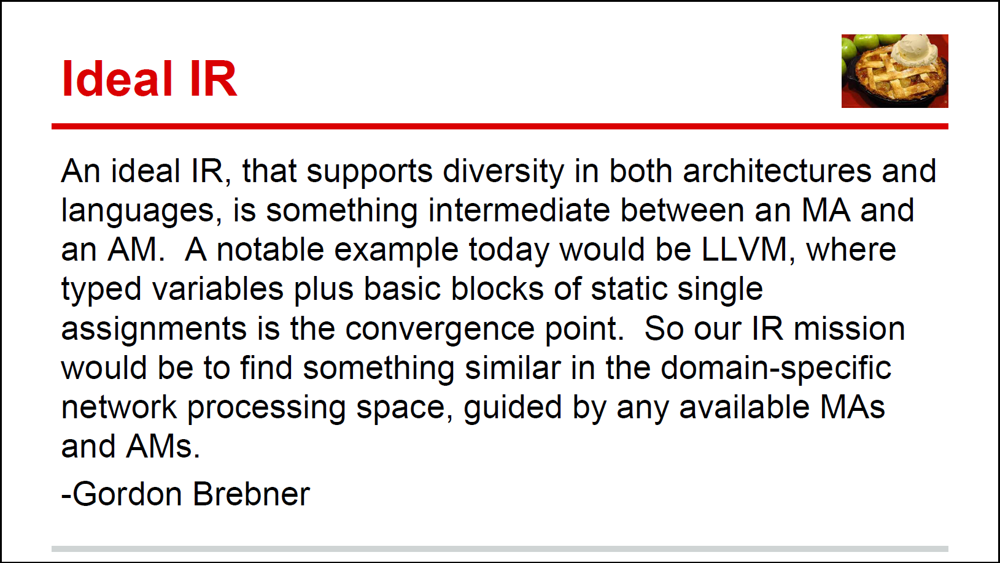 Ideal IR
An ideal IR, that supports diversity in both architectures and
languages, is something intermediate between an MA and
an AM.  A notable example today would be LLVM, where
typed variables plus basic blocks of static single
assignments is the convergence point.  So our IR mission
would be to find something similar in the domain-specific
network processing space, guided by any available MAs
and AMs.
-Gordon Brebner